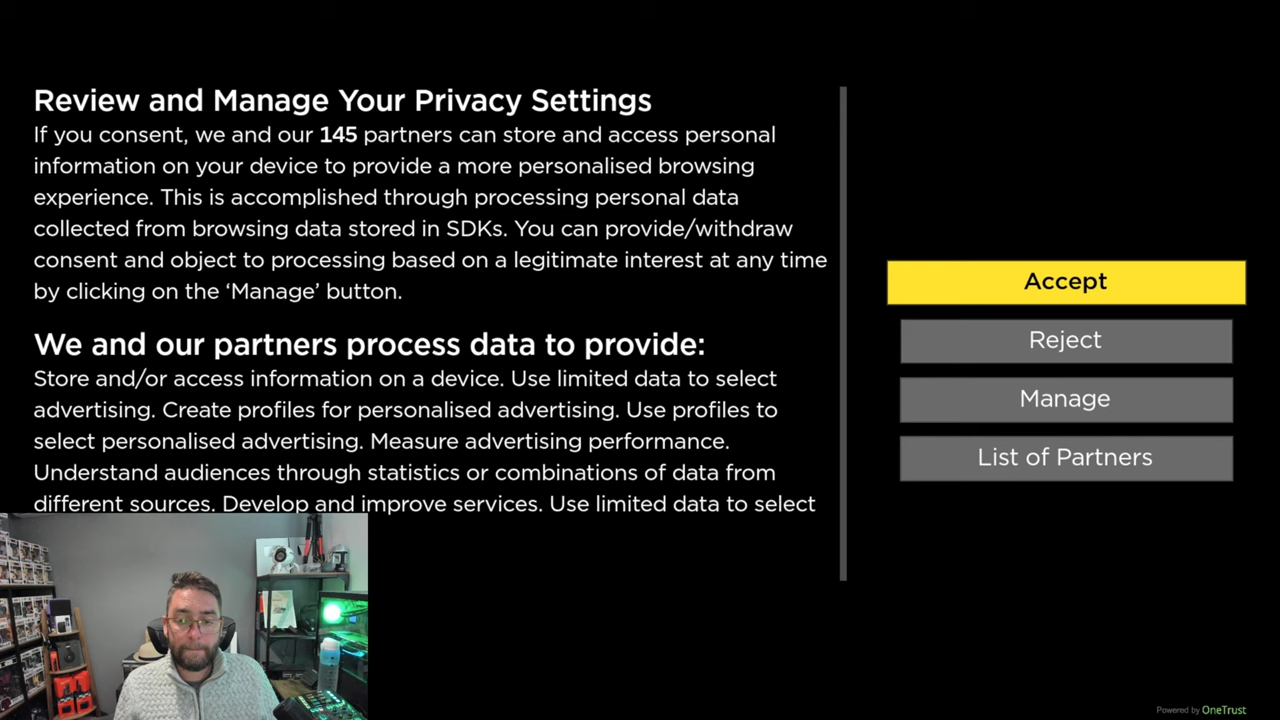 Review and Manage Your Privacy Settings
If you consent, we and our 145 partners can store and access personal
information on your device to provide a more personalised browsing
experience. This is accomplished through processing personal data
collected from browsing data stored in SDKs. You can provide/withdraw
consent and object to processing based on a legitimate interest at any time
by clicking on the ‘Manage’ button.
We and our partners process data to provide:
Store and/or access information on a device. Use limited data to select
advertising. Create profiles for personalised advertising. Use profiles to
select personalised advertising. Measure advertising performance.
Understand audiences through statistics or combinations of data from
different sources. Develop and improve services. Use limited data to select
Accept
Reject
Manage
List of Partners
Powered by OneTrust